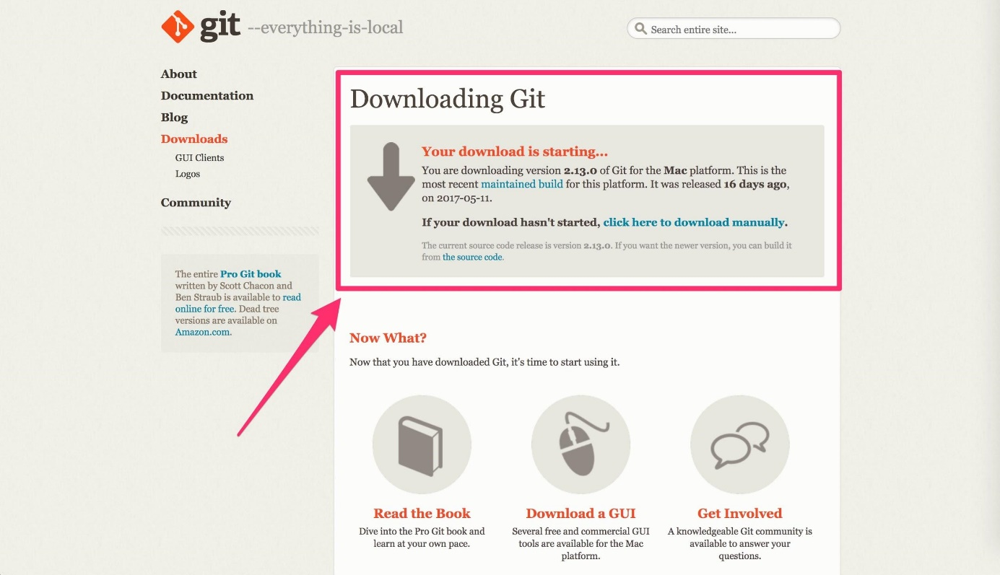 git --everything-is-local
Search entire site...
About
Documentation
Blog
Downloads
GUI Clients
Logos
Community
The entire Pro Git book
written by Scott Chacon and
Ben Straub is available to read
online for free. Dead tree
versions are available on
Amazon.com.
Downloading Git
Your download is starting...
You are downloading version 2.13.0 of Git for the Mac platform. This is the
most recent maintained build for this platform. It was released 16 days ago,
on 2017-05-11.
If your download hasn't started, click here to download manually.
The current source code release is version 2.13.0. If you want the newer version, you can build it
from the source code.
Now What?
Now that you have downloaded Git, it's time to start using it.
Read the Book
Dive into the Pro Git book and
learn at your own pace.
Download a GUI
Several free and commercial GUI
tools are available for the Mac
platform.
Get Involved
A knowledgeable Git community is
available to answer your
questions.